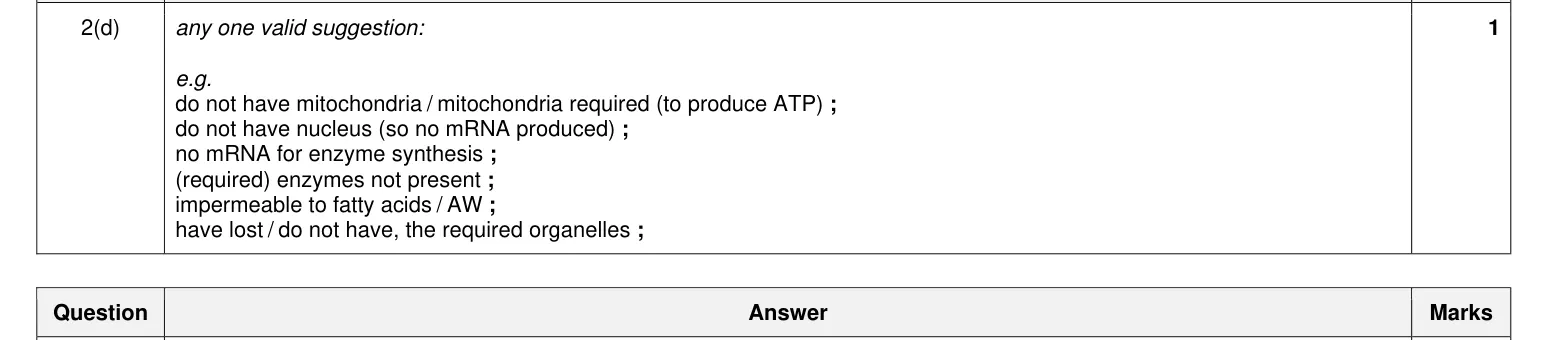 2(d)
any one valid suggestion:
1
e.g.
do not have mitochondria / mitochondria required (to produce ATP) ;
do not have nucleus (so no mRNA produced) ;
no mRNA for enzyme synthesis ;
(required) enzymes not present ;
impermeable to fatty acids / AW ;
have lost / do not have, the required organelles ;
Question
Answer
Marks